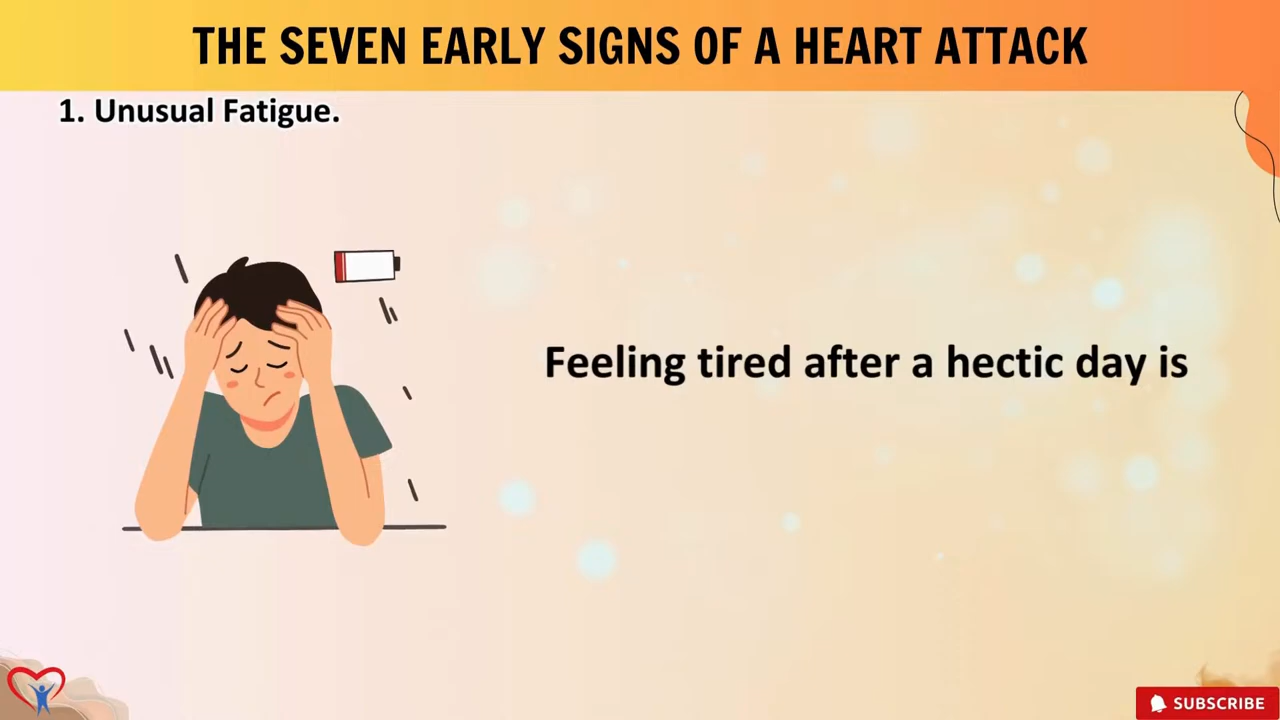 THE SEVEN EARLY SIGNS OF A HEART ATTACK
1. Unusual Fatigue.
Feeling tired after a hectic day is
SUBSCRIBE